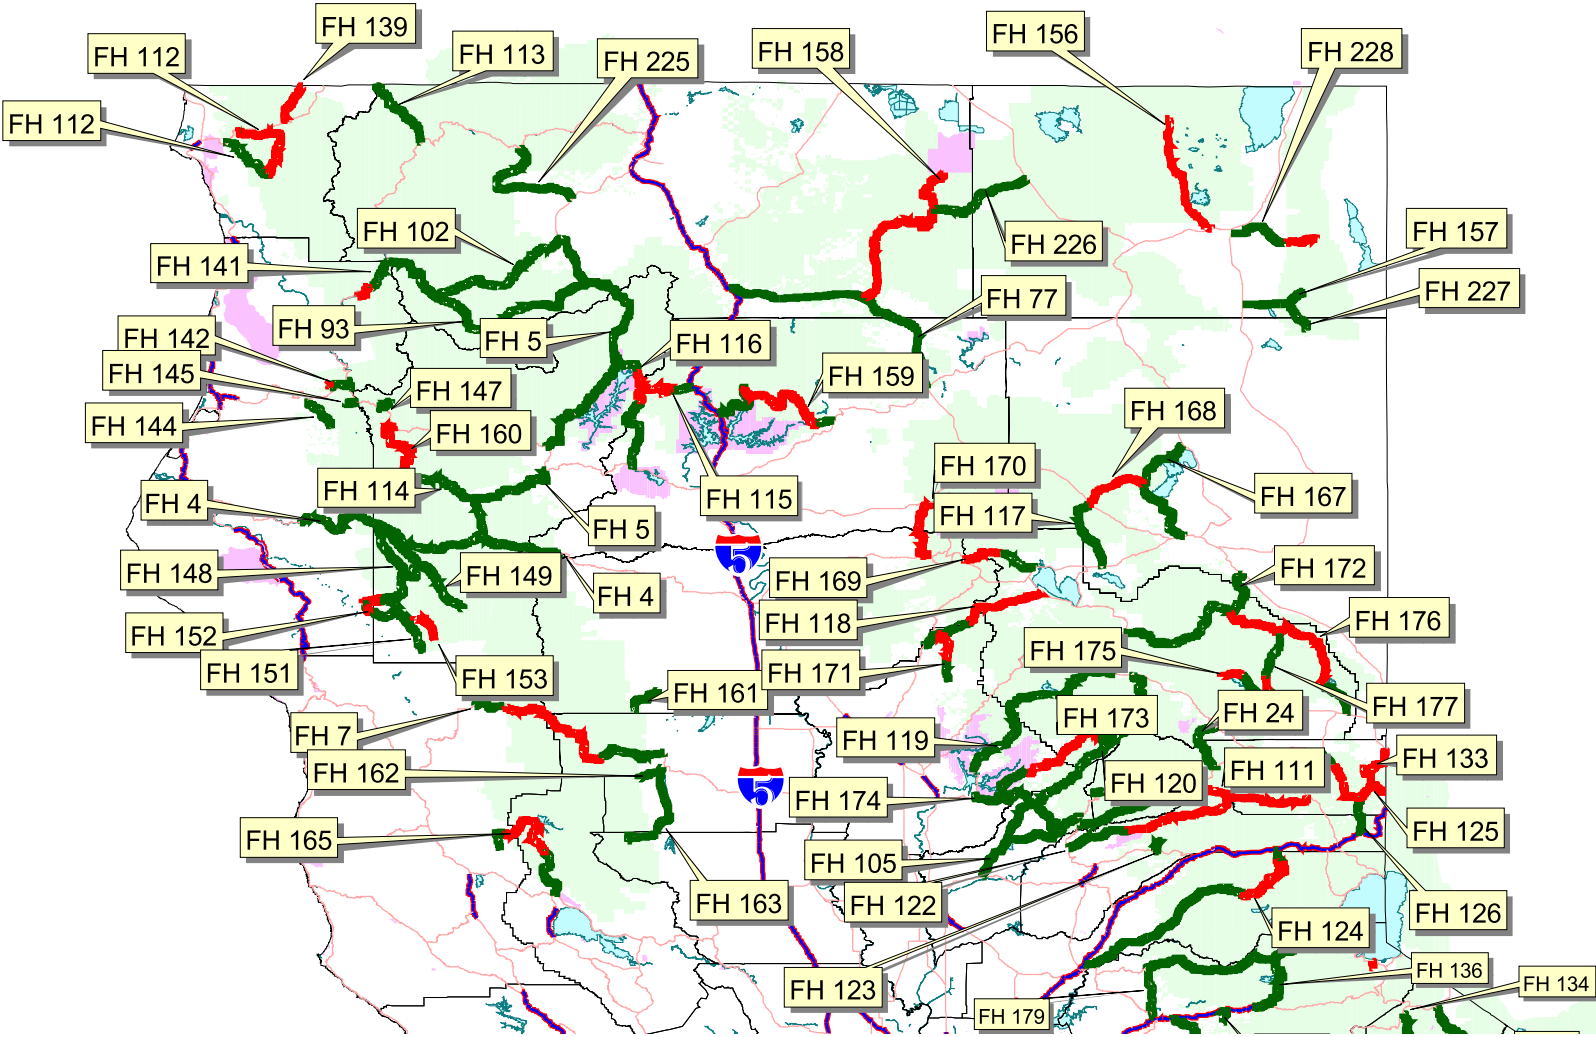 FH 139
FH 112
FH 113
FH 225
FH 158
FH 156
FH 228
FH 112
FH 102
FH 141
FH 226
FH 157
FH 227
FH 77
FH 93
FH 5
FH 116
FH 142
FH 145
FH 147
FH 159
FH 144
FH 160
FH 168
FH 114
FH 170
FH 167
FH 4
FH 115
FH 117
FH 5
5
FH 148
FH 149
FH 4
FH 169
FH 172
FH 152
FH 118
FH 176
FH 151
FH 153
FH 161
FH 171
FH 175
FH 7
FH 119
FH 173
FH 24
FH 177
FH 162
5
FH 174
FH 120
FH 111
FH 133
FH 165
FH 105
FH 125
FH 163
FH 122
FH 126
FH 124
FH 123
FH 136
FH 134
FH 179